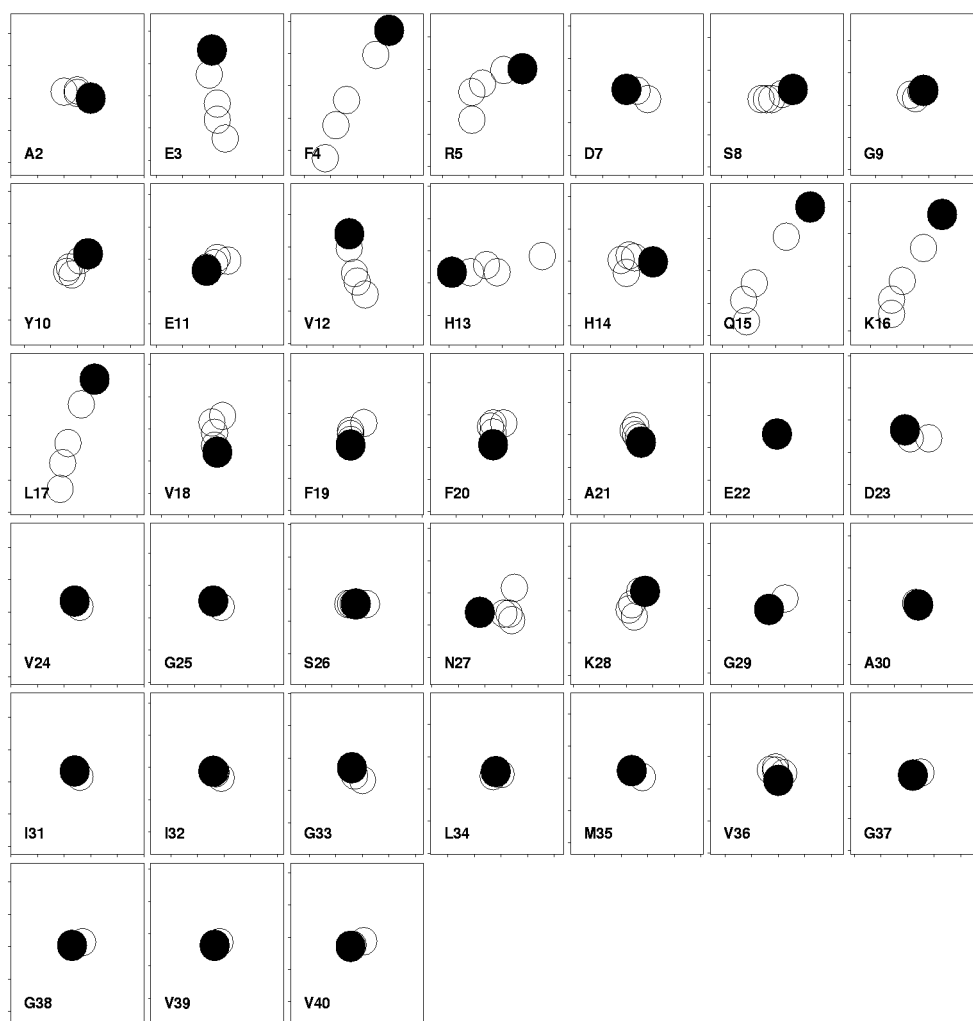 A2 E3 F4 R5 D7 S8 G9
Y10 E11 V12 H13 H14 Q15 K16
L17 V18 F19 F20 A21 E22 D23
V24 G25 S26 N27 K28 G29 A30
I31 I32 G33 L34 M35 V36 G37
G38 V39 V40